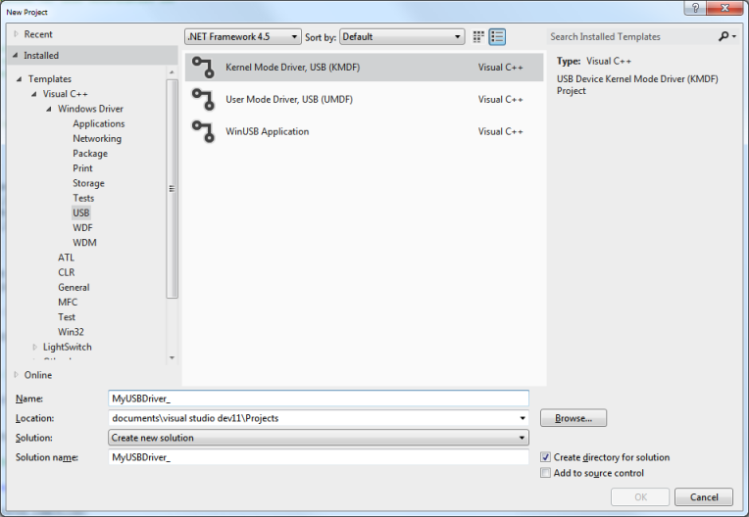 New Project
Recent
Installed
Templates
Visual C++
Windows Driver
Applications
Networking
Package
Print
Storage
Tests
USB
WDF
WDM
ATL
CLR
General
MFC
Test
Win32
LightSwitch
Online
.NET Framework 4.5 Sort by: Default
Kernel Mode Driver, USB (KMDF) Visual C++
User Mode Driver, USB (UMDF) Visual C++
WinUSB Application Visual C++
Search Installed Templates
Type: Visual C++
USB Device Kernel Mode Driver (KMDF)
Project
Name: MyUSBDriver_
Location: documents\visual studio dev11\Projects Browse...
Solution: Create new solution
Solution name: MyUSBDriver_
Create directory for solution
Add to source control
OK Cancel